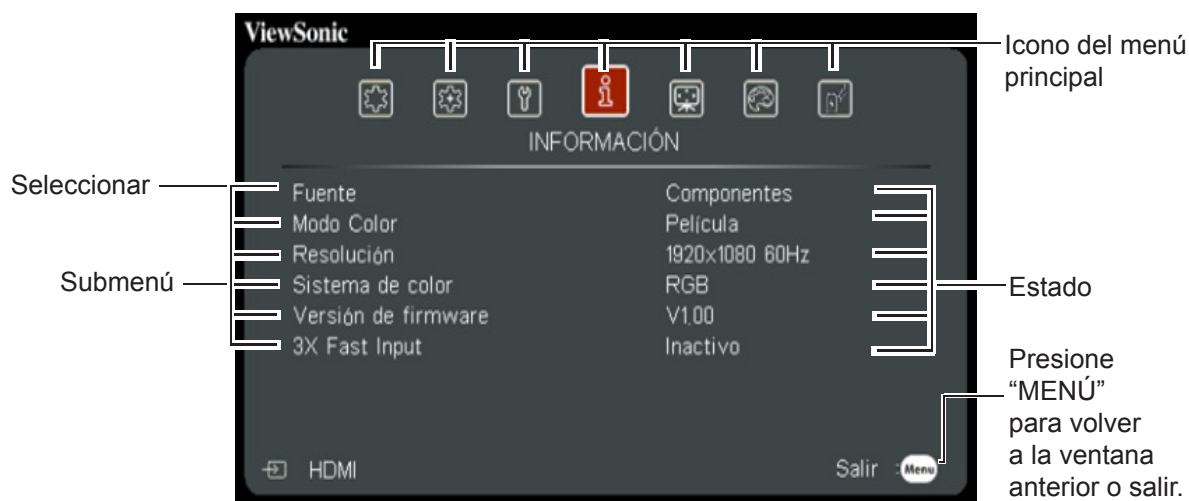 ViewSonic
Icono del menú
principal
INFORMACIÓN
Seleccionar
Submenú
Fuente Componentes
Modo Color Película
Resolución 1920x1080 60Hz
Sistema de color RGB
Versión de firmware V1.00
3X Fast Input Inactivo
Estado
HDMI
Salir :Menu
Presione
“MENÚ”
para volver
a la ventana
anterior o salir.